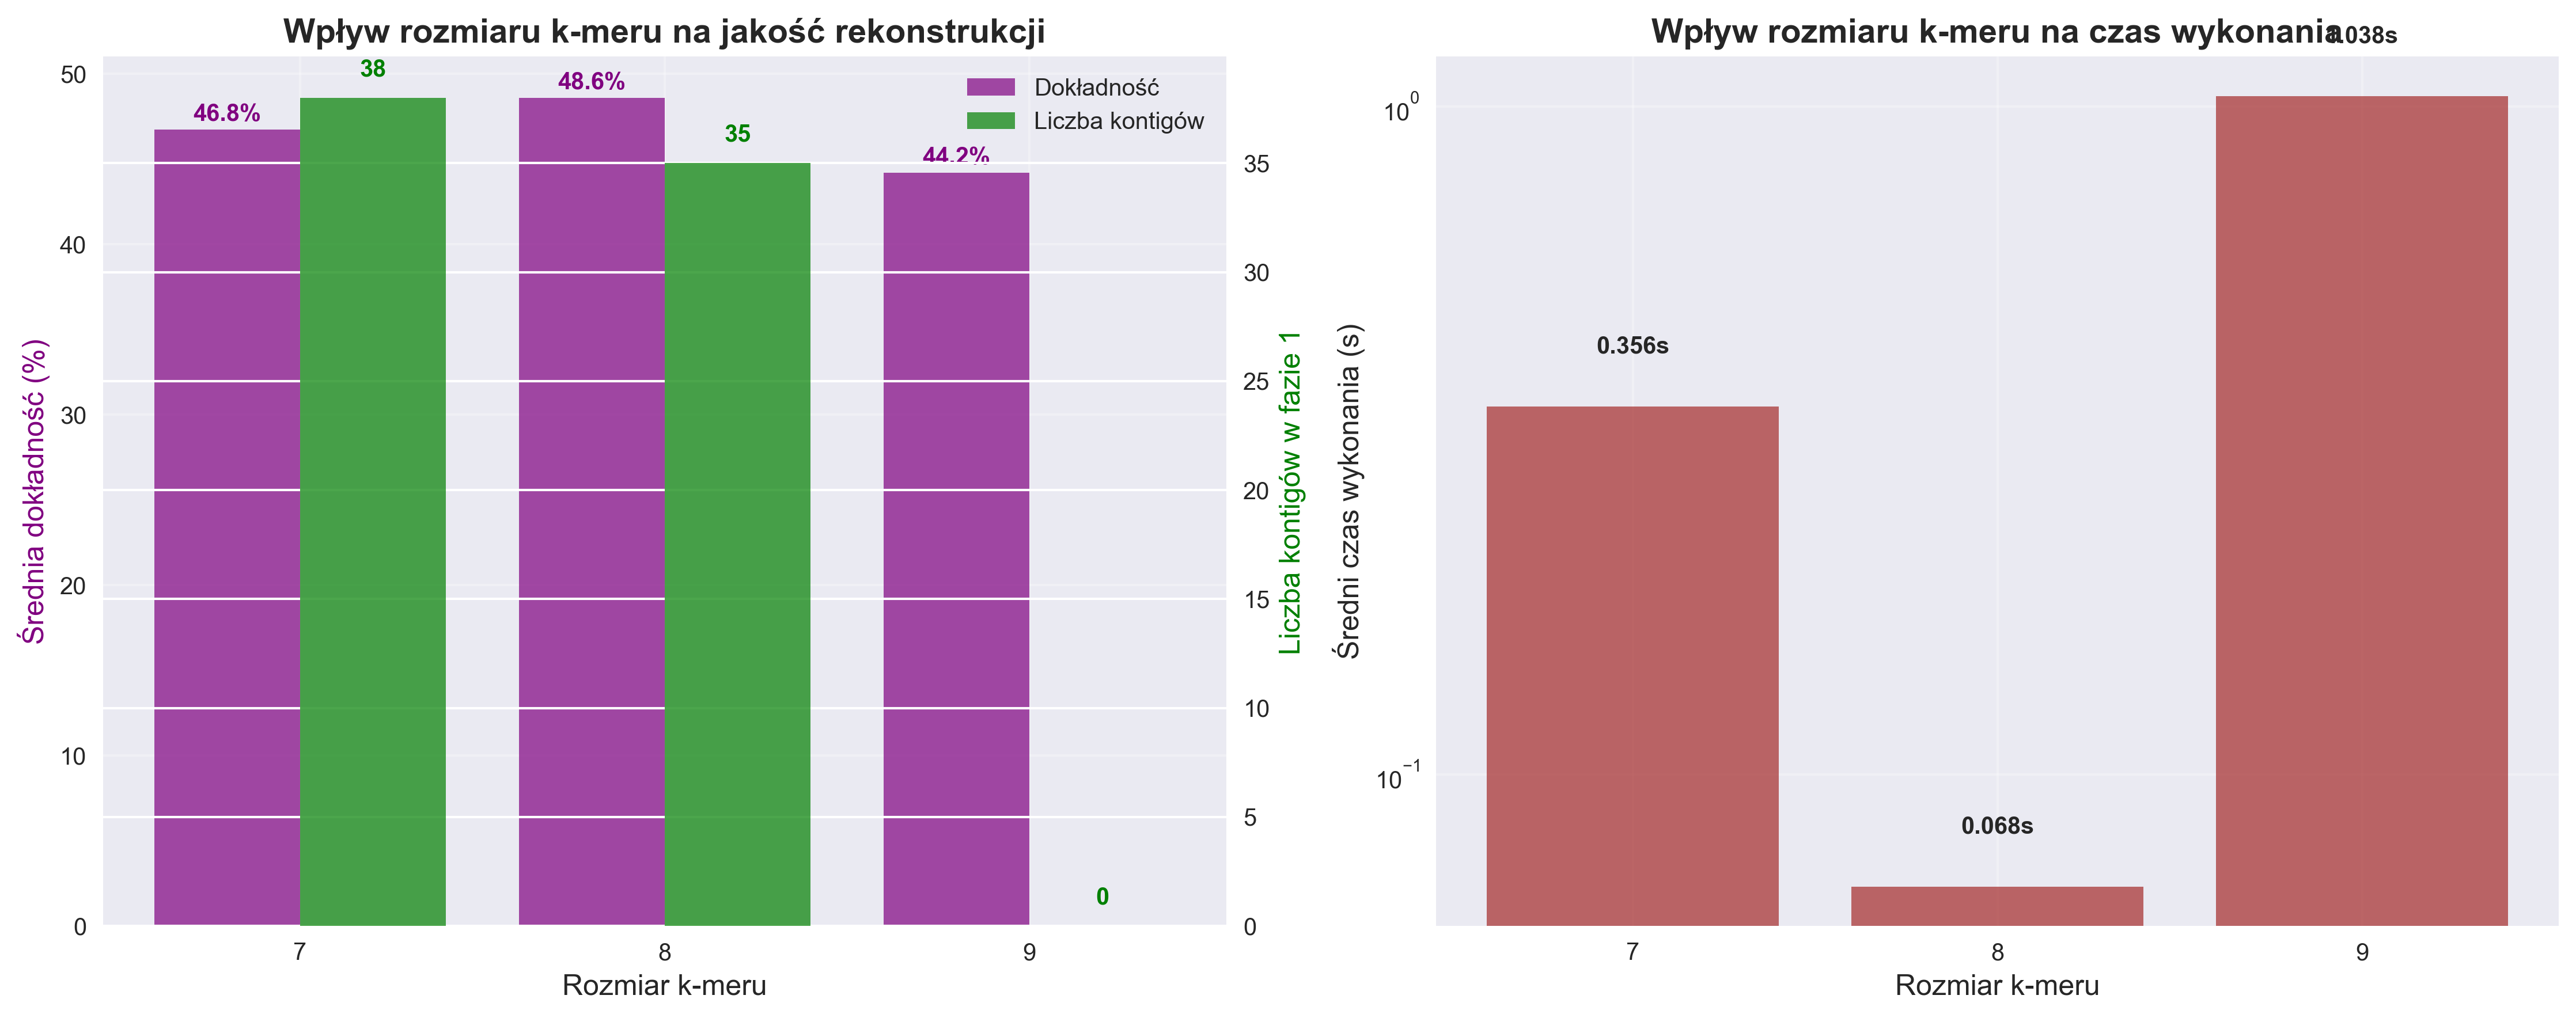 Wpływ rozmiaru k-meru na jakość rekonstrukcji
50
40
30
20
10
0
Średnia dokładność (%)
46.8%
38
48.6%
35
44.2%
0
Dokładność
Liczba kontigów
35
30
25
20
15
10
5
0
Liczba kontigów w fazie 1
7
8
9
Rozmiar k-meru
Wpływ rozmiaru k-meru na czas wykonania
10⁰
10⁻¹
Średni czas wykonania (s)
0.356s
0.068s
7
8
9
Rozmiar k-meru